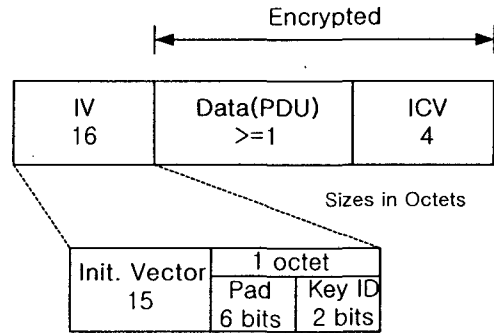 Encrypted
IV
16
Data(PDU)
>=1
ICV
4
Sizes in Octets
Init. Vector
15
1 octet
Pad
6 bits
Key ID
2 bits